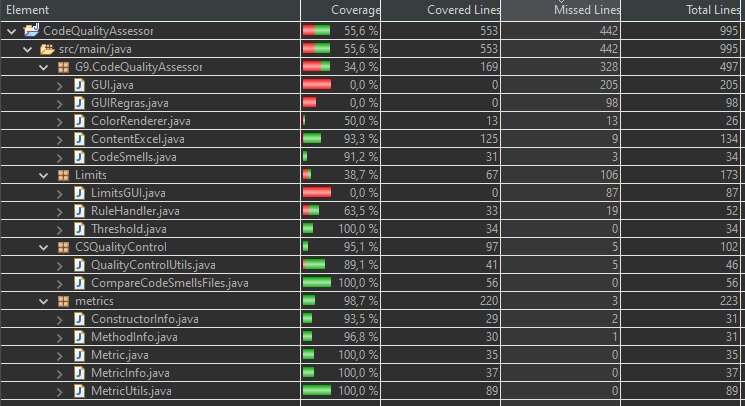 Element Coverage Covered Lines Missed Lines Total Lines
CodeQualityAssessor 55,6 % 553 442 995
src/main/java 55,6 % 553 442 995
G9.CodeQualityAssessor 34,0 % 169 328 497
GUI.java 0,0 % 0 205 205
GUIRegras.java 0,0 % 0 98 98
ColorRenderer.java 50,0 % 13 13 26
ContentExcel.java 93,3 % 125 9 134
CodeSmells.java 91,2 % 31 3 34
Limits 38,7 % 67 106 173
LimitsGUI.java 0,0 % 0 87 87
RuleHandler.java 63,5 % 33 19 52
Threshold.java 100,0 % 34 0 34
CSQualityControl 95,1 % 97 5 102
QualityControlUtils.java 89,1 % 41 5 46
CompareCodeSmellsFiles.java 100,0 % 56 0 56
metrics 98,7 % 220 3 223
ConstructorInfo.java 93,5 % 29 2 31
MethodInfo.java 96,8 % 30 1 31
Metric.java 100,0 % 35 0 35
MetricInfo.java 100,0 % 37 0 37
MetricUtils.java 100,0 % 89 0 89